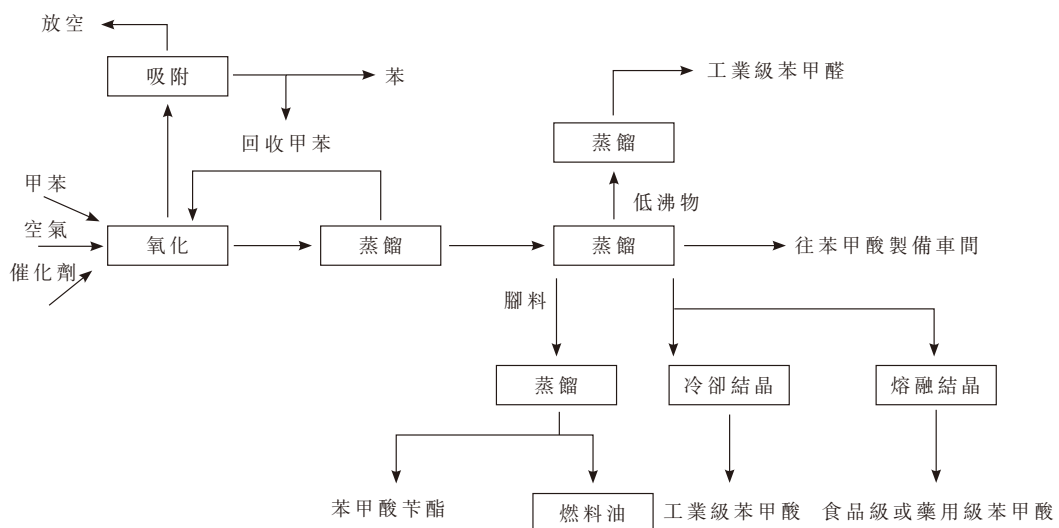 放空
吸附
苯
工業級苯甲醛
回收甲苯
蒸餾
甲苯
低沸物
空氣
氧化
蒸餾
蒸餾
往苯甲酸製備車間
催化劑
腳料
蒸餾
冷卻結晶
熔融結晶
苯甲酸苄酯
燃料油
工業級苯甲酸
食品級或藥用級苯甲酸